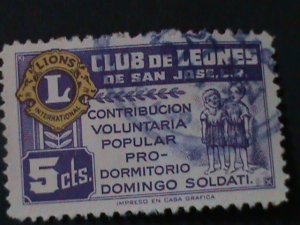 LIONS
L
INTERNATIONAL
CLUB DE LEONES
DE SAN JOSE, C.R.
CONTRIBUCION
VOLUNTARIA
POPULAR
PRO-
DORMITORIO
DOMINGO SOLDATI.
5 cts.
IMPRESO EN CASA GRAFICA